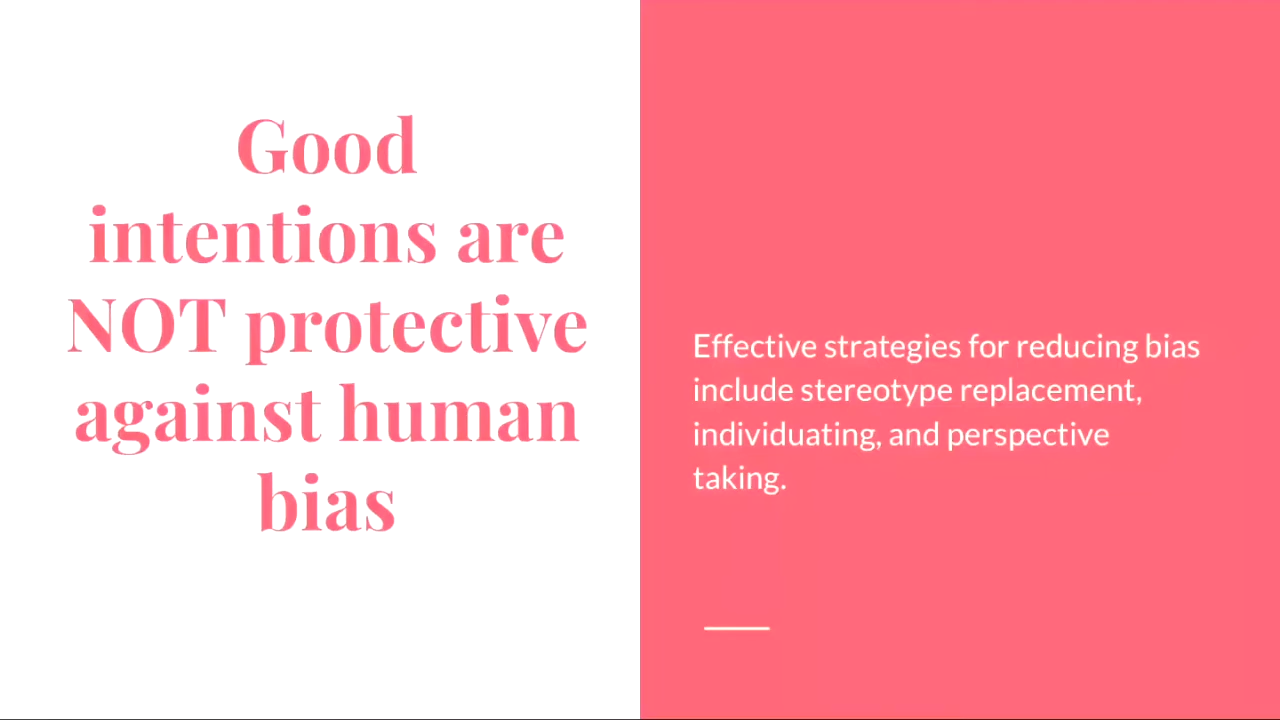 Good
intentions are
NOT protective
against human
bias
Effective strategies for reducing bias
include stereotype replacement,
individuating, and perspective
taking.